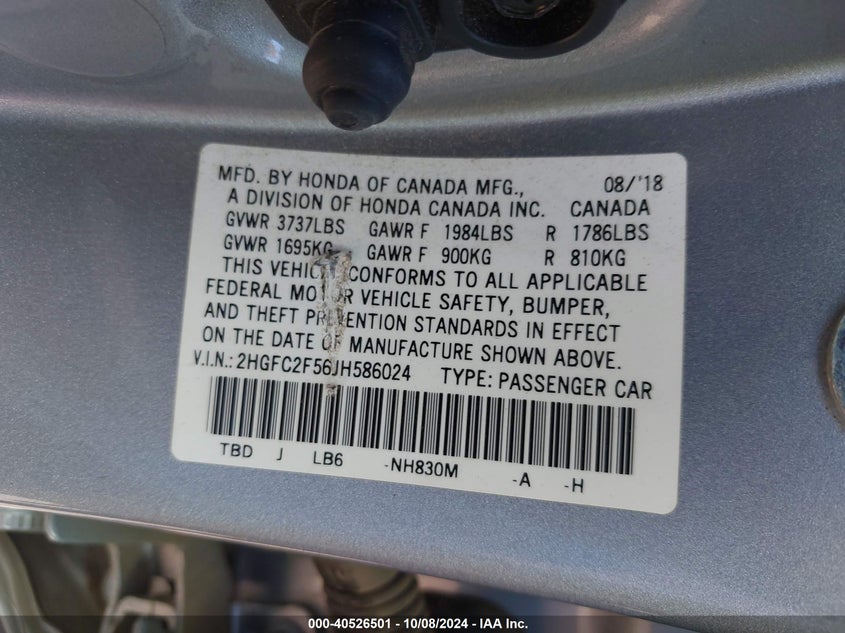 MFD. BY HONDA OF CANADA MFG., 08/'18
A DIVISION OF HONDA CANADA INC. CANADA
GVWR 3737LBS GAWR F 1984LBS R 1786LBS
GVWR 1695KG GAWR F 900KG R 810KG
THIS VEHICLE CONFORMS TO ALL APPLICABLE
FEDERAL MOTOR VEHICLE SAFETY, BUMPER,
AND THEFT PREVENTION STANDARDS IN EFFECT
ON THE DATE OF MANUFACTURE SHOWN ABOVE.
V.I.N.: 2HGFC2F56JH586024 TYPE: PASSENGER CAR
TBD J LB6 -NH830M -A -H
000-40526501 - 10/08/2024 - IAA Inc.